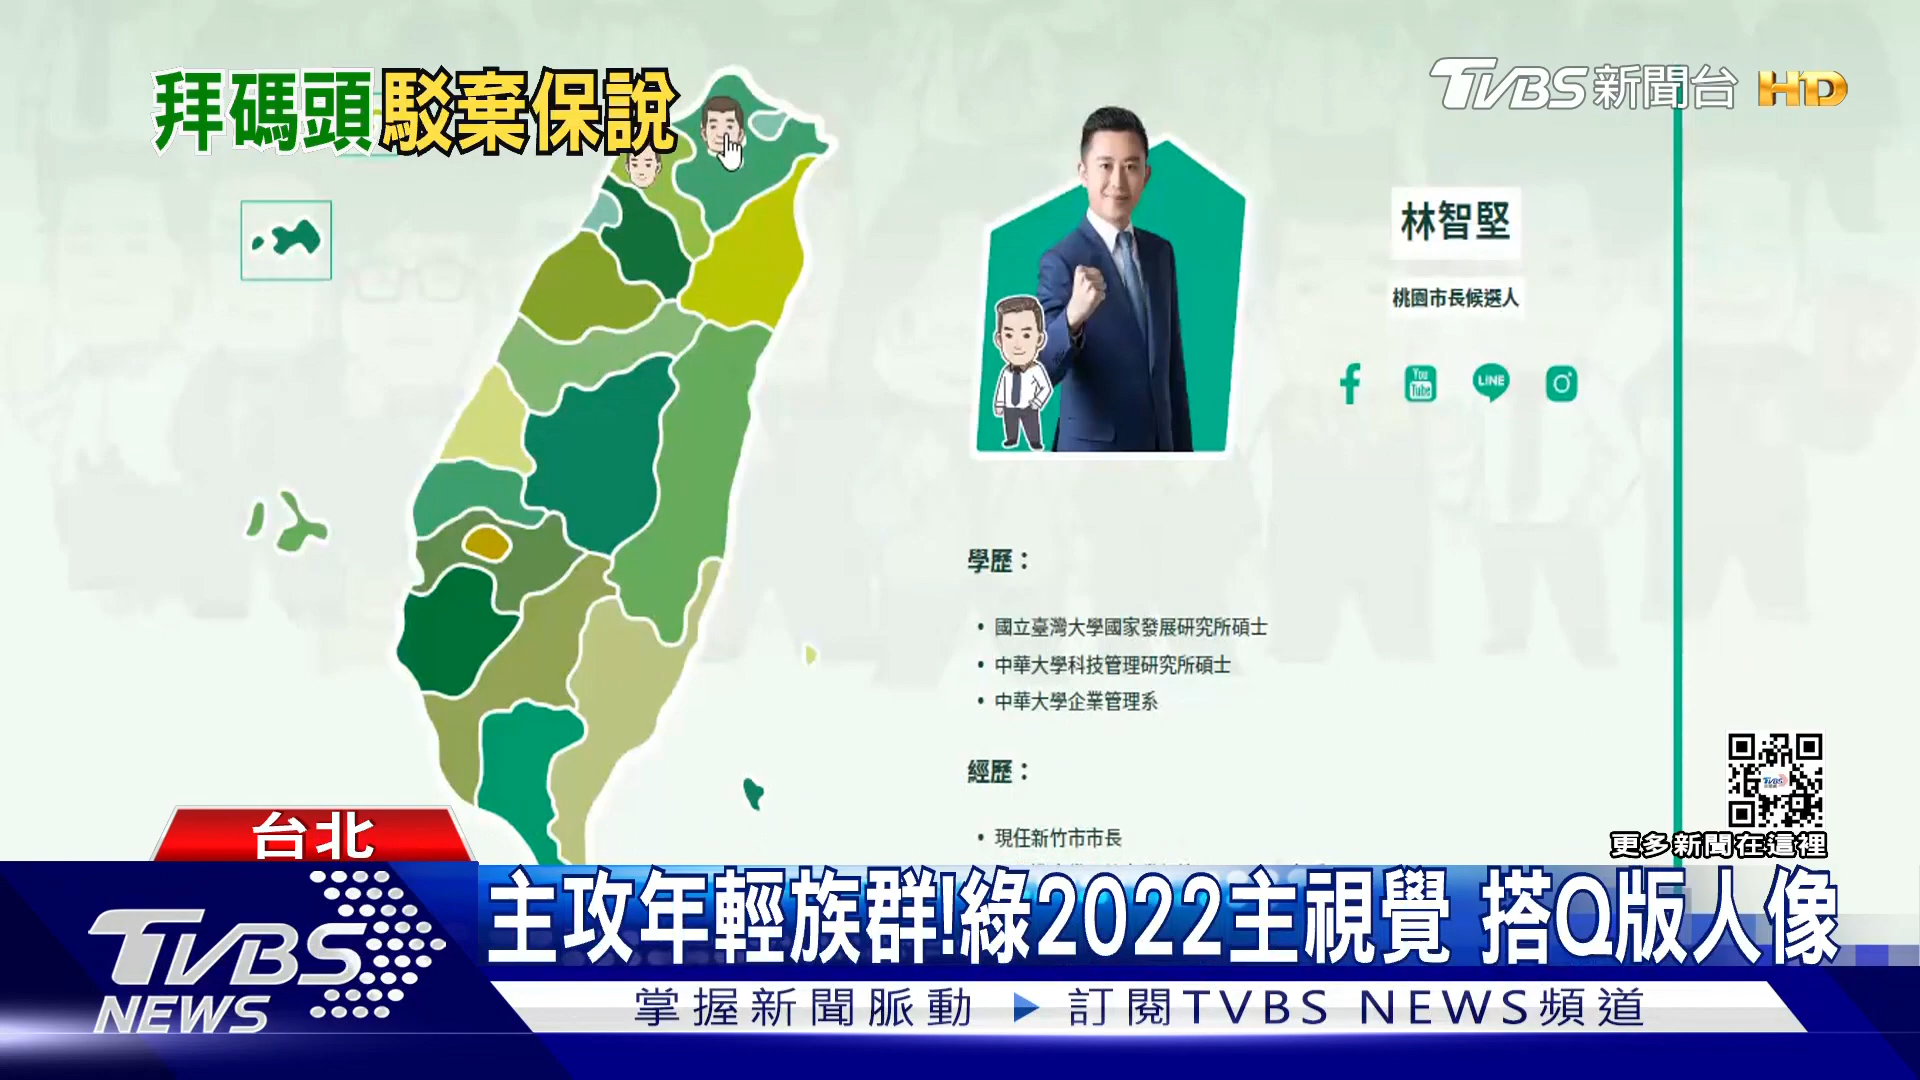 拜碼頭駁棄保說
TVBS新聞台 HD
林智堅
桃園市長候選人
f You Tube LINE
學歷：
• 國立臺灣大學國家發展研究所碩士
• 中華大學科技管理研究所碩士
• 中華大學企業管理系
經歷：
• 現任新竹市市長
TVBS
更多新聞在這裡
台北
主攻年輕族群!綠2022主視覺 搭Q版人像
TVBS
NEWS
掌握新聞脈動 ▶ 訂閱TVBS NEWS頻道